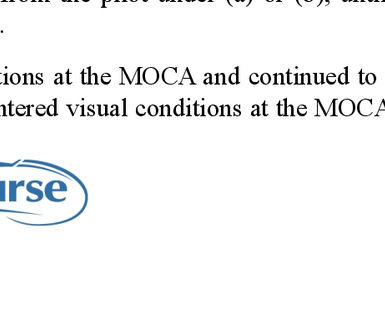 from the pilot under (a) or (b), until
.
tions at the MOCA and continued to
ntered visual conditions at the MOCA
urse